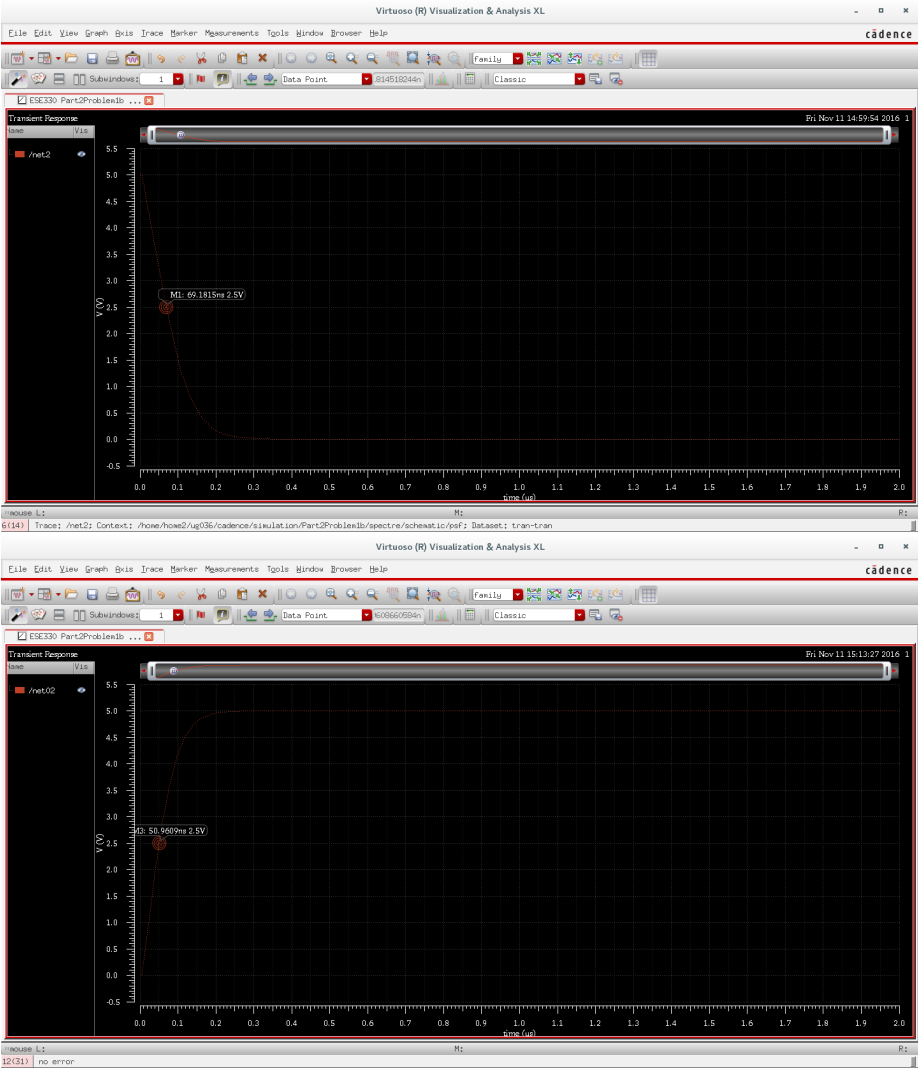 Virtuoso (R) Visualization & Analysis XL
File Edit View Graph Axis Trace Marker Measurements Tools Window Browser Help
cādence
family
Subwindows: 1
Data Point
814518244n
Classic
ESE330 Part2Problem1b ...
Transient Response
Fri Nov 11 14:59:54 2016 1
Vis
/net2
5.5
5.0
4.5
4.0
3.5
3.0
M1: 69.1815ns 2.5V
V (V)
2.5
2.0
1.5
1.0
0.5
0.0
-0.5
0.0 0.1 0.2 0.3 0.4 0.5 0.6 0.7 0.8 0.9 1.0 1.1 1.2 1.3 1.4 1.5 1.6 1.7 1.8 1.9 2.0
time (us)
mouse L: M: R:
6(14) Trace: /net2; Context: /home/home2/ug036/cadence/simulation/Part2Problem1b/spectre/schematic/psf; Dataset: tran-tran
Virtuoso (R) Visualization & Analysis XL
File Edit View Graph Axis Trace Marker Measurements Tools Window Browser Help
cādence
family
Subwindows: 1
Data Point
608660584n
Classic
ESE330 Part2Problem1b ...
Transient Response
Fri Nov 11 15:13:27 2016 1
Vis
/net02
5.5
5.0
4.5
4.0
3.5
3.0
M3: 50.9609ns 2.5V
V (V)
2.5
2.0
1.5
1.0
0.5
0.0
-0.5
0.0 0.1 0.2 0.3 0.4 0.5 0.6 0.7 0.8 0.9 1.0 1.1 1.2 1.3 1.4 1.5 1.6 1.7 1.8 1.9 2.0
time (us)
mouse L: M: R:
12(31) no error